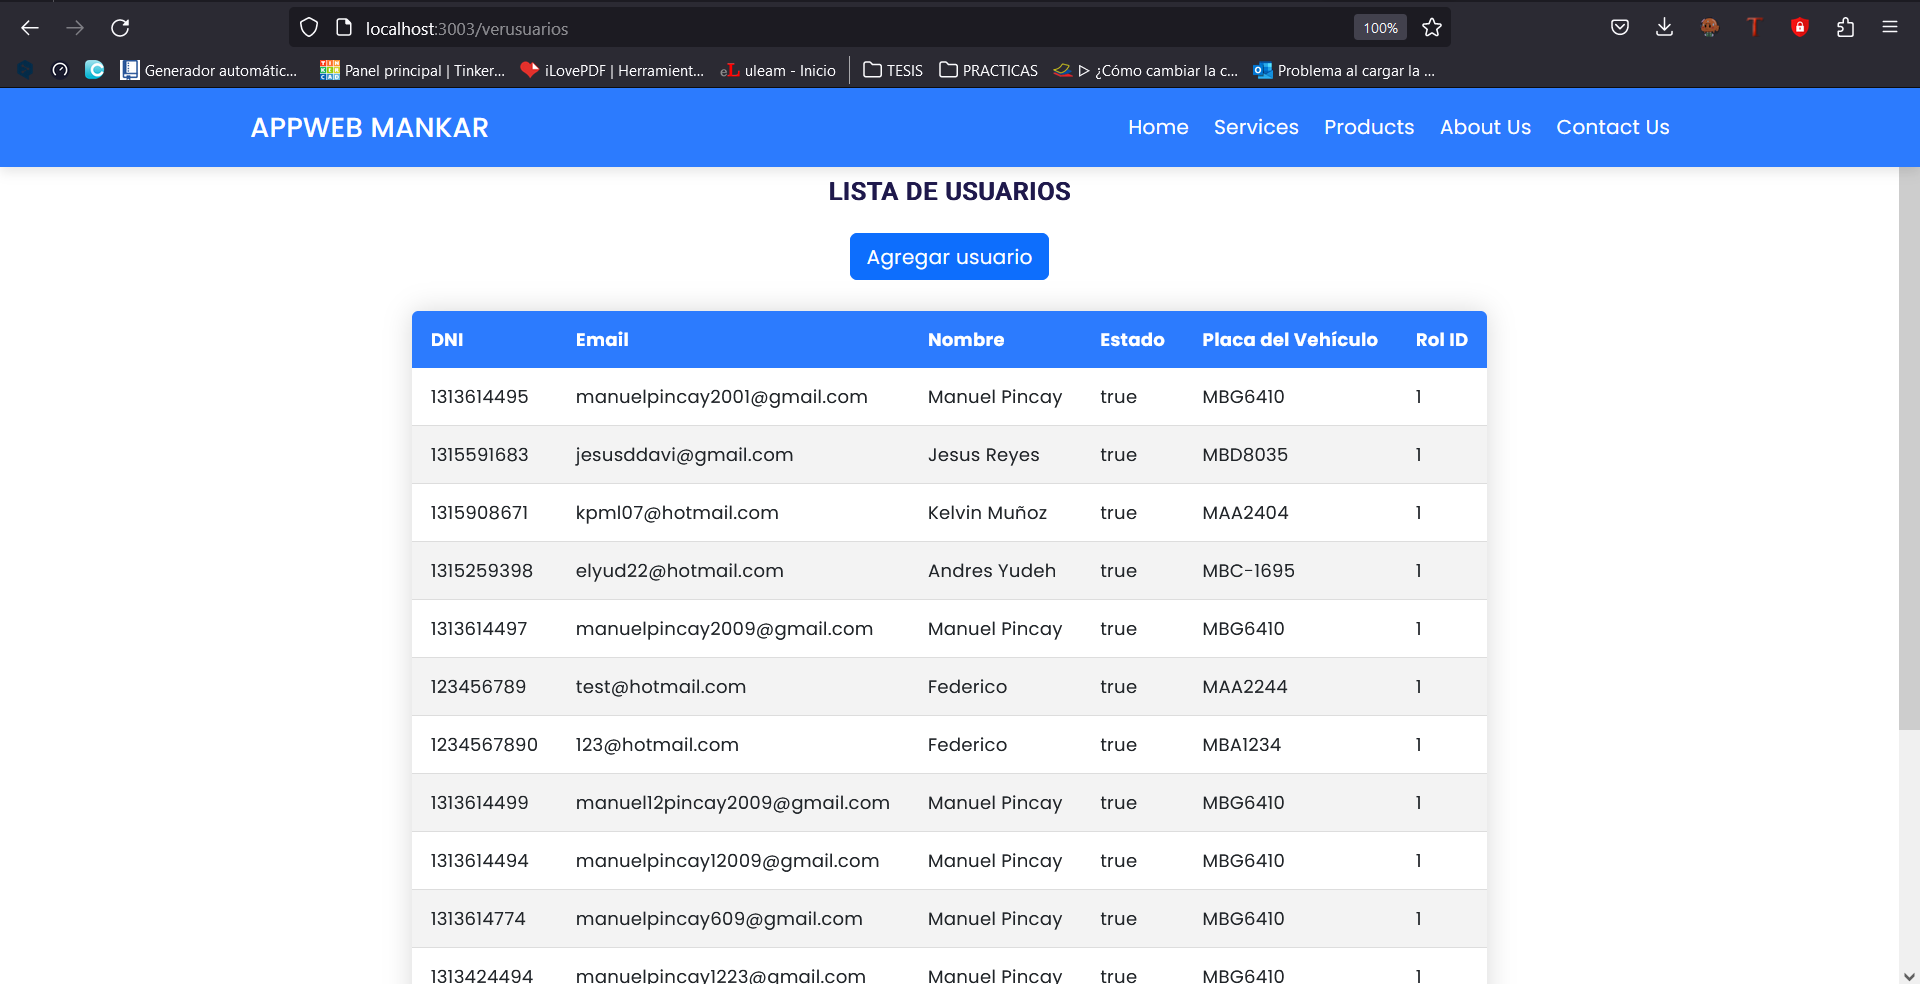 localhost:3003/verusuarios 100%
Generador automátic... Panel principal | Tinker... iLovePDF | Herramient... eL uleam - Inicio TESIS PRACTICAS ¿Cómo cambiar la c... Problema al cargar la ...
APPWEB MANKAR Home Services Products About Us Contact Us
LISTA DE USUARIOS
Agregar usuario
DNI Email Nombre Estado Placa del Vehículo Rol ID
1313614495 manuelpincay2001@gmail.com Manuel Pincay true MBG6410 1
1315591683 jesusddavi@gmail.com Jesus Reyes true MBD8035 1
1315908671 kpml07@hotmail.com Kelvin Muñoz true MAA2404 1
1315259398 elyud22@hotmail.com Andres Yudeh true MBC-1695 1
1313614497 manuelpincay2009@gmail.com Manuel Pincay true MBG6410 1
123456789 test@hotmail.com Federico true MAA2244 1
1234567890 123@hotmail.com Federico true MBA1234 1
1313614499 manuel12pincay2009@gmail.com Manuel Pincay true MBG6410 1
1313614494 manuelpincay12009@gmail.com Manuel Pincay true MBG6410 1
1313614774 manuelpincay609@gmail.com Manuel Pincay true MBG6410 1
1313424494 manuelpincay1223@gmail.com Manuel Pincay true MBG6410 1